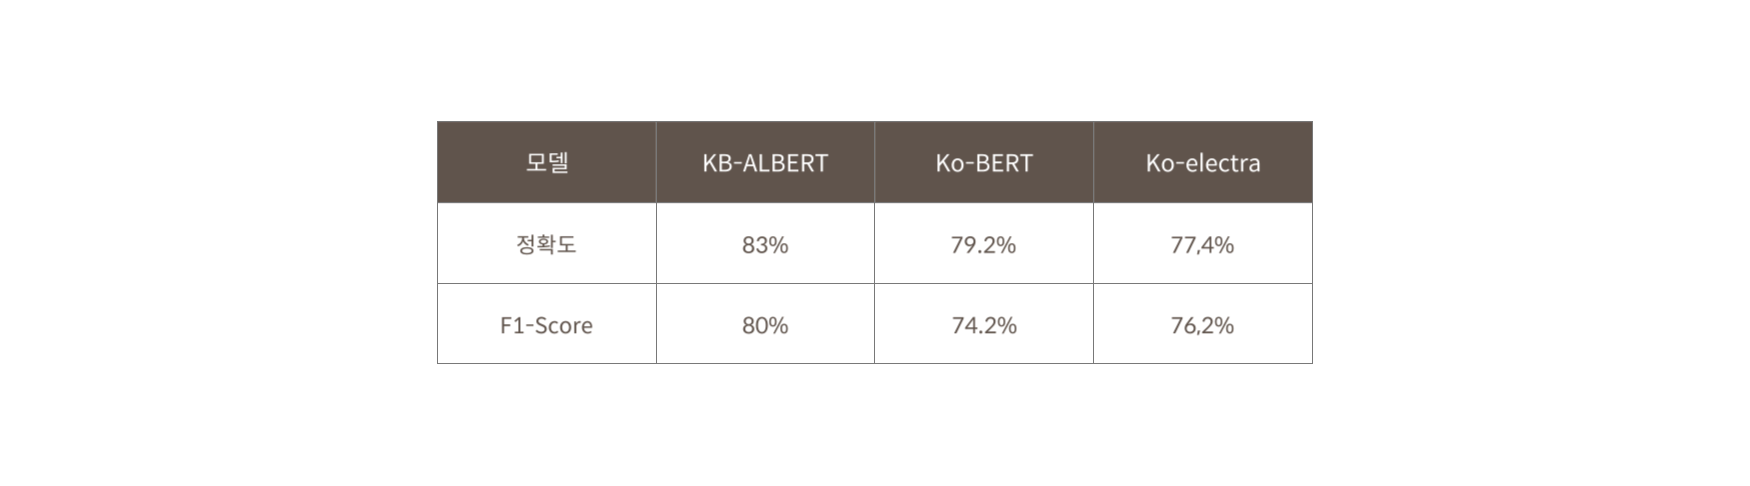 모델 KB-ALBERT Ko-BERT Ko-electra
정확도 83% 79.2% 77,4%
F1-Score 80% 74.2% 76,2%